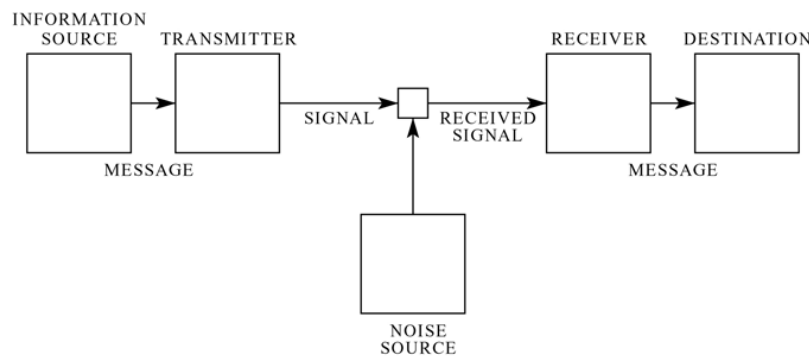 INFORMATION
SOURCE
TRANSMITTER
RECEIVER
DESTINATION
SIGNAL
RECEIVED
SIGNAL
MESSAGE
MESSAGE
NOISE
SOURCE